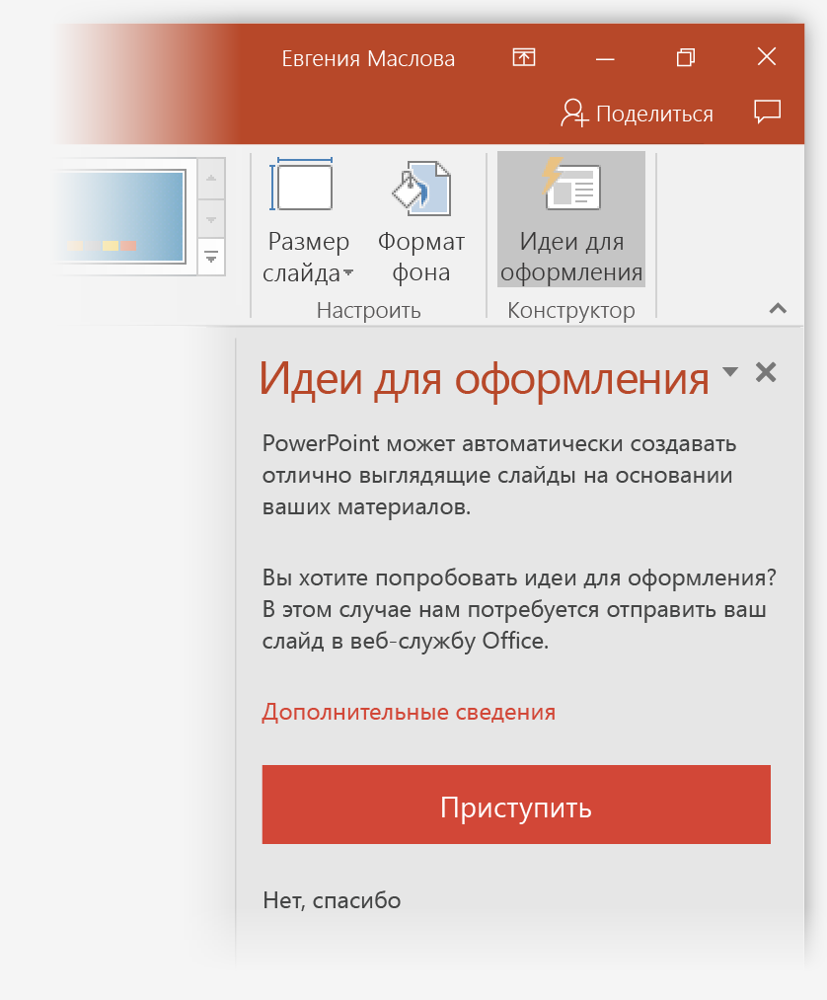 Евгения Маслова
Поделиться
Размер
слайда
Формат
фона
Идеи для
оформления
Настроить
Конструктор
Идеи для оформления
PowerPoint может автоматически создавать
отлично выглядящие слайды на основании
ваших материалов.
Вы хотите попробовать идеи для оформления?
В этом случае нам потребуется отправить ваш
слайд в веб-службу Office.
Дополнительные сведения
Приступить
Нет, спасибо